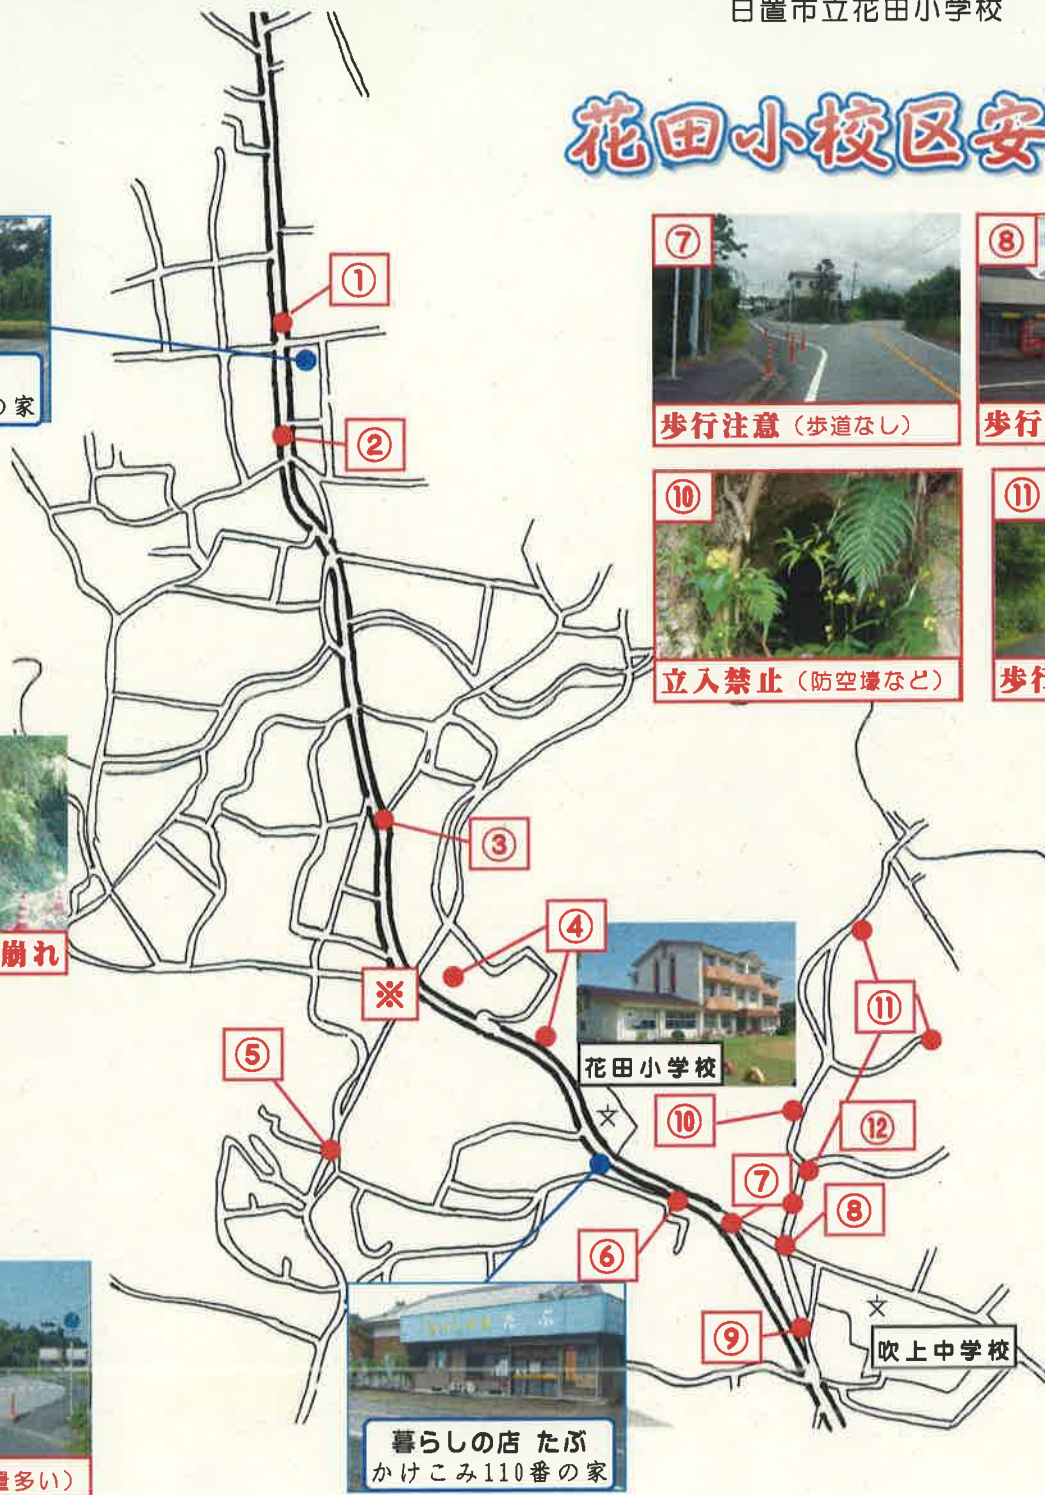 日置市立花田小学校
花田小校区安
⑦
⑧
歩行注意（歩道なし）
歩行
⑩
⑪
立入禁止（防空壕など）
歩行
①
の家
②
③
崩れ
④
※
花田小学校
⑤
⑪
⑩
⑫
⑦
⑧
⑥
⑨
文
文
吹上中学校
たぶ
暮らしの店 たぶ
かけこみ110番の家
量多い）